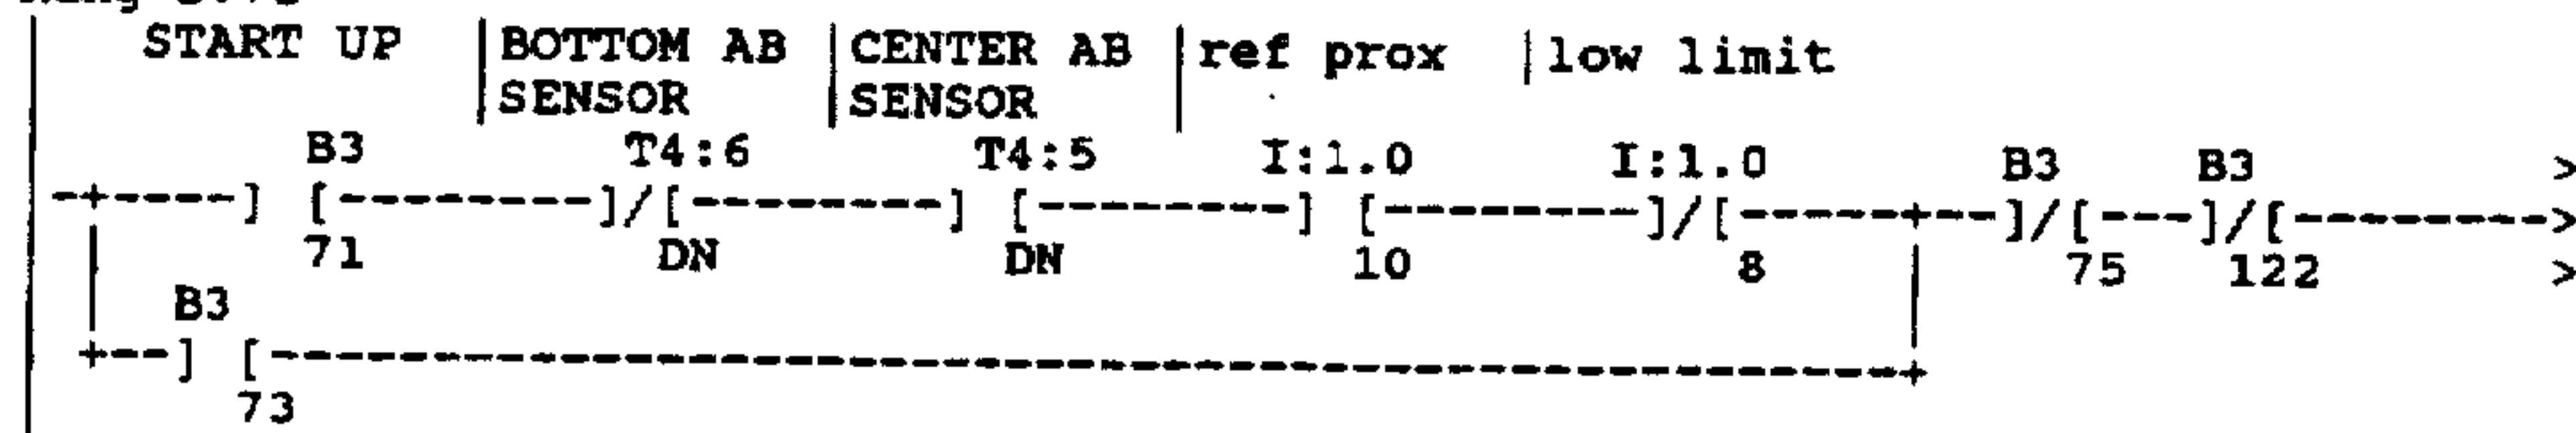 START UP |BOTTOM AB |CENTER AB |ref prox |low limit
|SENSOR |SENSOR |
B3 T4:6 T4:5 I:1.0 I:1.0 B3 B3 >
-+-----] [---------]/[---------] [---------] [---------]/[------+--]/[---]/[---------->
71 DN DN 10 8 75 122 >
B3
+---] [----------------------------------------------------+
73